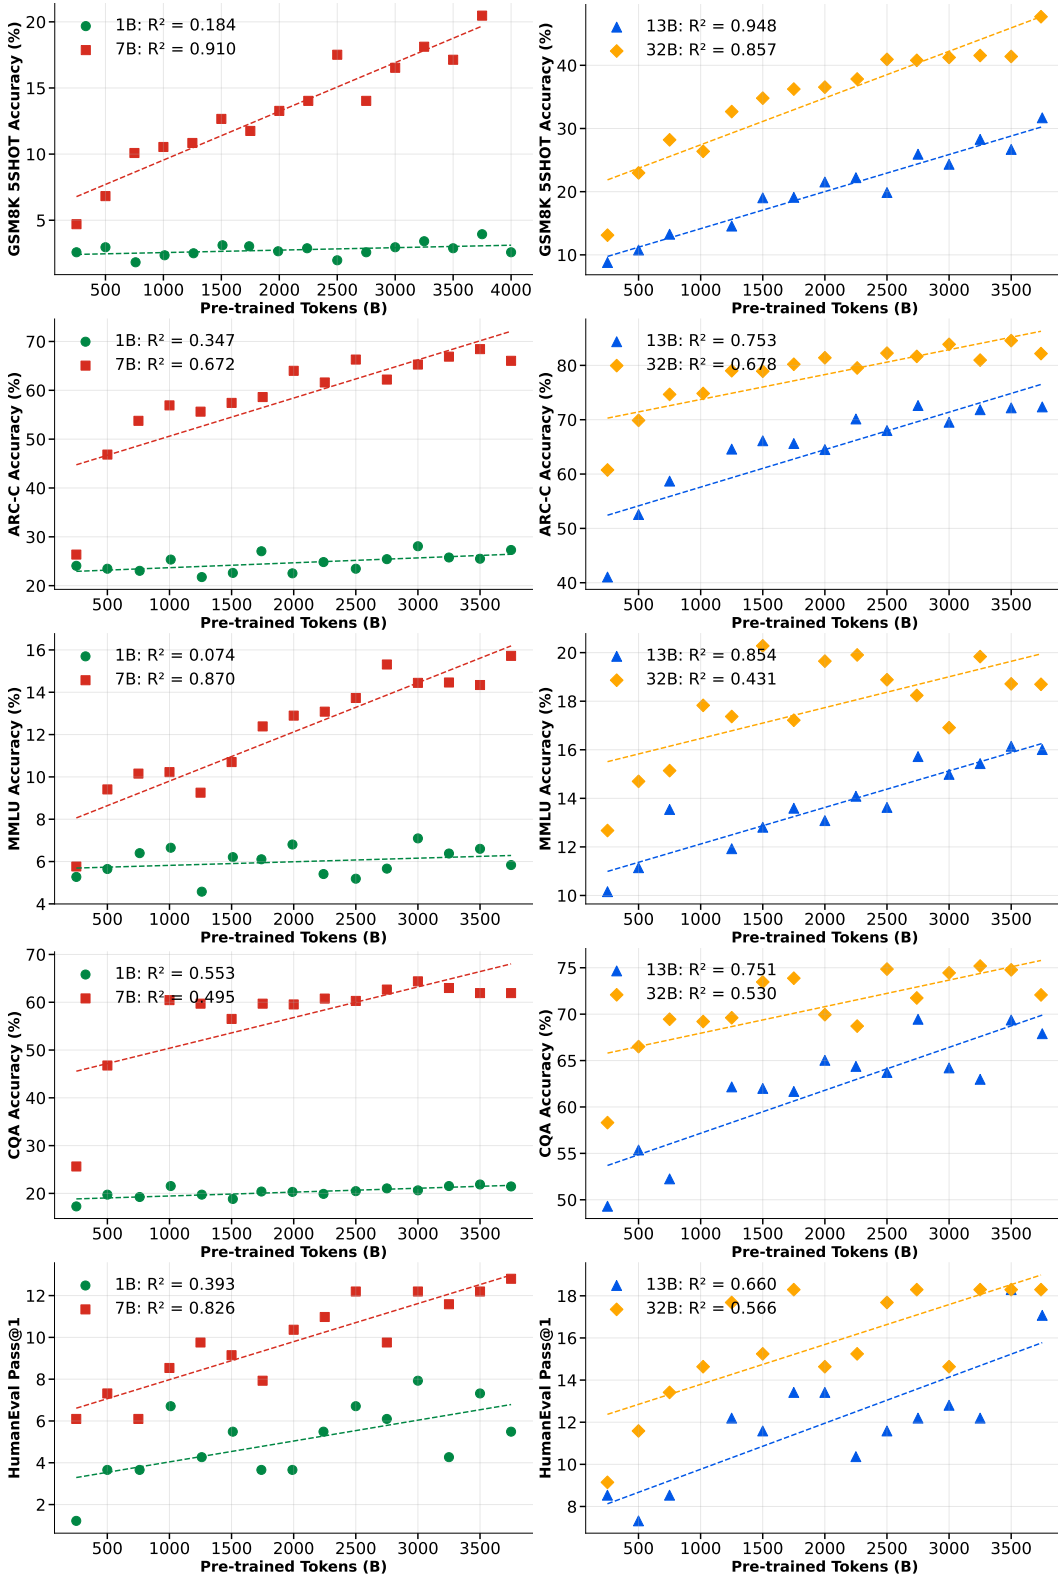 GSM8K 5SHOT Accuracy (%)
1B: R² = 0.184
7B: R² = 0.910
20
15
10
5
500 1000 1500 2000 2500 3000 3500 4000
Pre-trained Tokens (B)
GSM8K 5SHOT Accuracy (%)
13B: R² = 0.948
32B: R² = 0.857
40
30
20
10
500 1000 1500 2000 2500 3000 3500
Pre-trained Tokens (B)
ARC-C Accuracy (%)
1B: R² = 0.347
7B: R² = 0.672
70
60
50
40
30
20
500 1000 1500 2000 2500 3000 3500
Pre-trained Tokens (B)
ARC-C Accuracy (%)
13B: R² = 0.753
32B: R² = 0.678
80
70
60
50
40
500 1000 1500 2000 2500 3000 3500
Pre-trained Tokens (B)
MMLU Accuracy (%)
1B: R² = 0.074
7B: R² = 0.870
16
14
12
10
8
6
4
500 1000 1500 2000 2500 3000 3500
Pre-trained Tokens (B)
MMLU Accuracy (%)
13B: R² = 0.854
32B: R² = 0.431
20
18
16
14
12
10
500 1000 1500 2000 2500 3000 3500
Pre-trained Tokens (B)
CQA Accuracy (%)
1B: R² = 0.553
7B: R² = 0.495
70
60
50
40
30
20
500 1000 1500 2000 2500 3000 3500
Pre-trained Tokens (B)
CQA Accuracy (%)
13B: R² = 0.751
32B: R² = 0.530
75
70
65
60
55
50
500 1000 1500 2000 2500 3000 3500
Pre-trained Tokens (B)
HumanEval Pass@1
1B: R² = 0.393
7B: R² = 0.826
12
10
8
6
4
2
500 1000 1500 2000 2500 3000 3500
Pre-trained Tokens (B)
HumanEval Pass@1
13B: R² = 0.660
32B: R² = 0.566
18
16
14
12
10
8
500 1000 1500 2000 2500 3000 3500
Pre-trained Tokens (B)